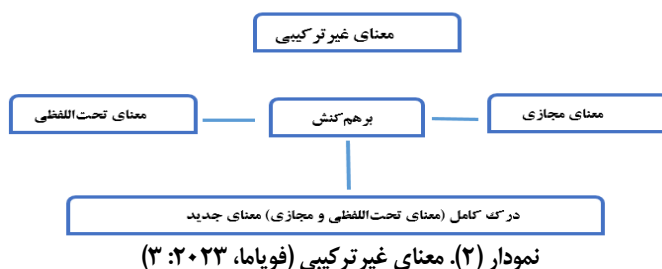 معنای غیرترکیبی
معنای مجازی
برهم‌کنش
معنای تحت‌اللفظی
درک کامل (معنای تحت‌اللفظی و مجازی) معنای جدید
نمودار (۲). معنای غیرترکیبی (فویاما، ۲۰۲۳: ۳)